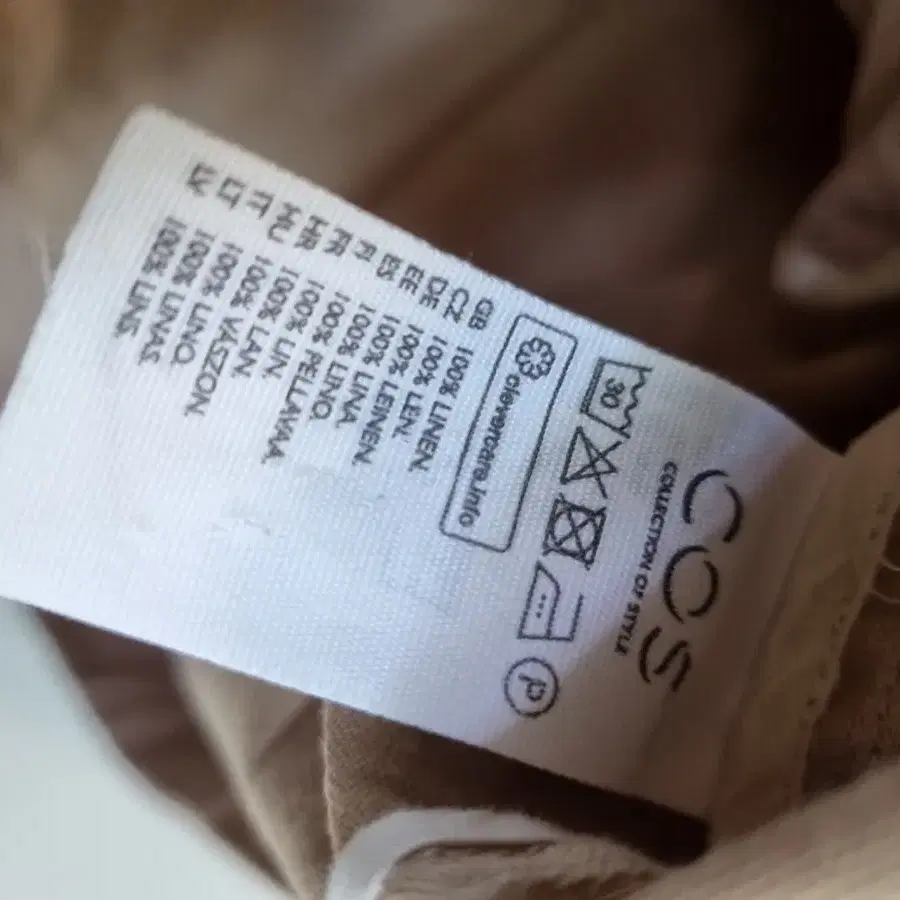 COS
COLLECTION OF STYLE
30
P
clevercare.info
GB 100% LINEN.
CZ 100% LEN.
DE 100% LEINEN.
EE 100% LINA.
ES 100% LINO.
FI 100% PELLAVAA.
FR 100% LIN.
HR 100% LAN.
HU 100% VÁSZON.
IT 100% LINO.
LT 100% LINAS.
LV 100% LINS.